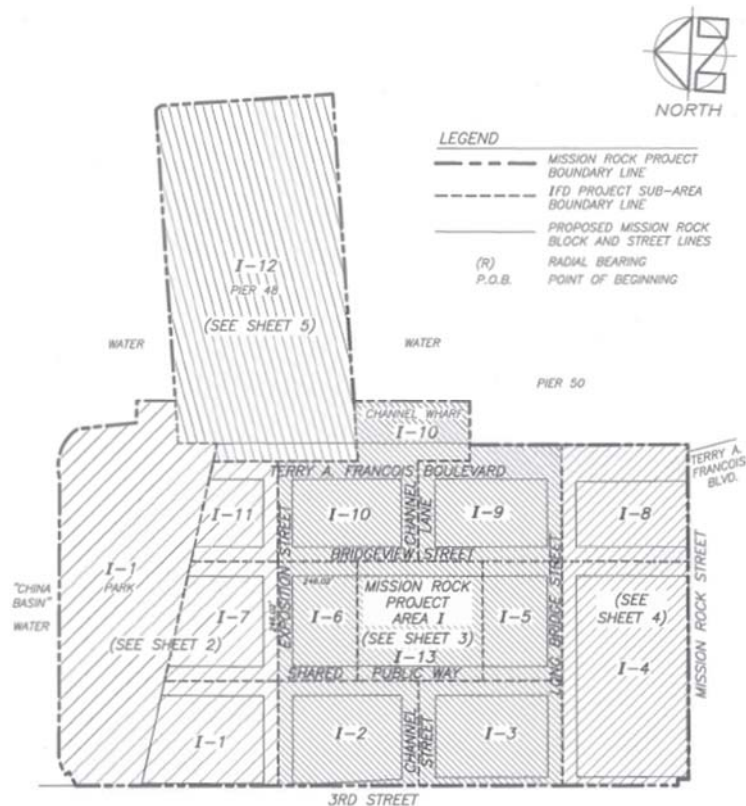 NORTH
LEGEND
MISSION ROCK PROJECT
BOUNDARY LINE
IFD PROJECT SUB-AREA
BOUNDARY LINE
PROPOSED MISSION ROCK
BLOCK AND STREET LINES
(R) RADIAL BEARING
P.O.B. POINT OF BEGINNING
I-12
PIER 48
(SEE SHEET 5)
WATER
WATER
PIER 50
CHANNEL WHARF
I-10
TERRY A. FRANCOIS BOULEVARD
TERRY A.
FRANCOIS
BLVD.
I-11
EXPOSITION STREET
I-10
CHANNEL
LANE
I-9
LONG BRIDGE STREET
I-8
BRIDGEVIEW STREET
I-1
PARK
"CHINA
BASIN"
WATER
(SEE SHEET 2)
I-7
I-6
MISSION ROCK
PROJECT
AREA I
(SEE SHEET 3)
I-13
I-5
(SEE
SHEET 4)
I-4
MISSION ROCK STREET
SHARED PUBLIC WAY
I-1
I-2
CHANNEL
STREET
I-3
3RD STREET